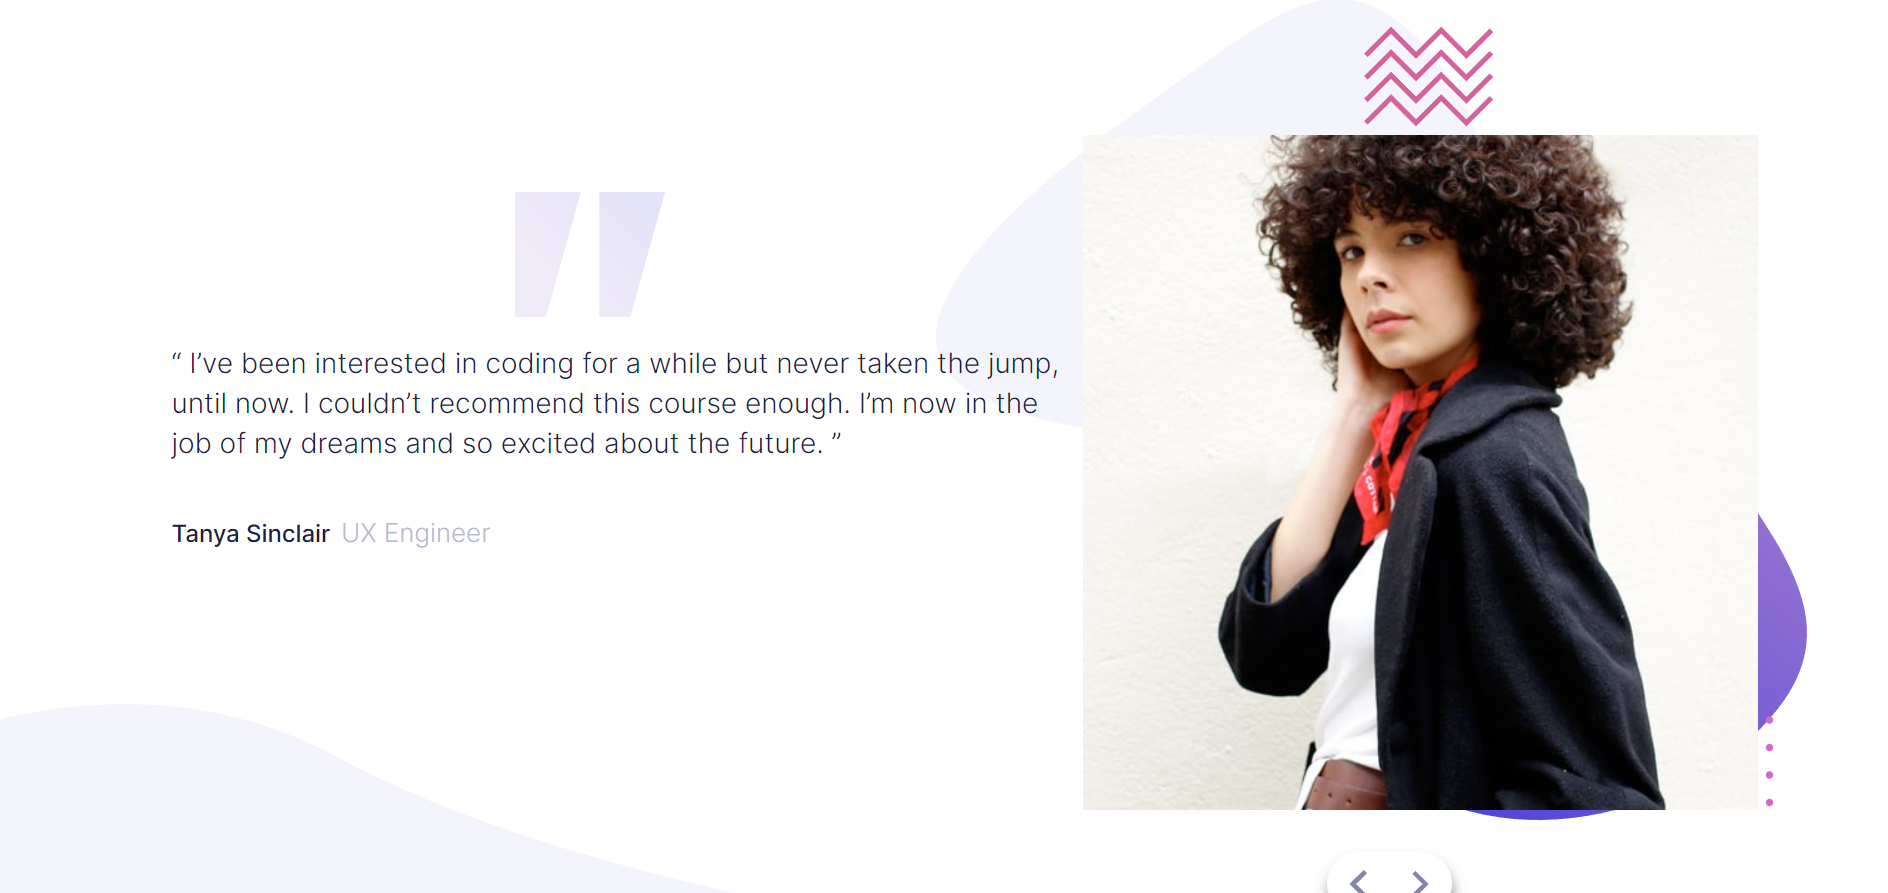 “ I’ve been interested in coding for a while but never taken the jump,
until now. I couldn’t recommend this course enough. I’m now in the
job of my dreams and so excited about the future. ”
Tanya Sinclair UX Engineer